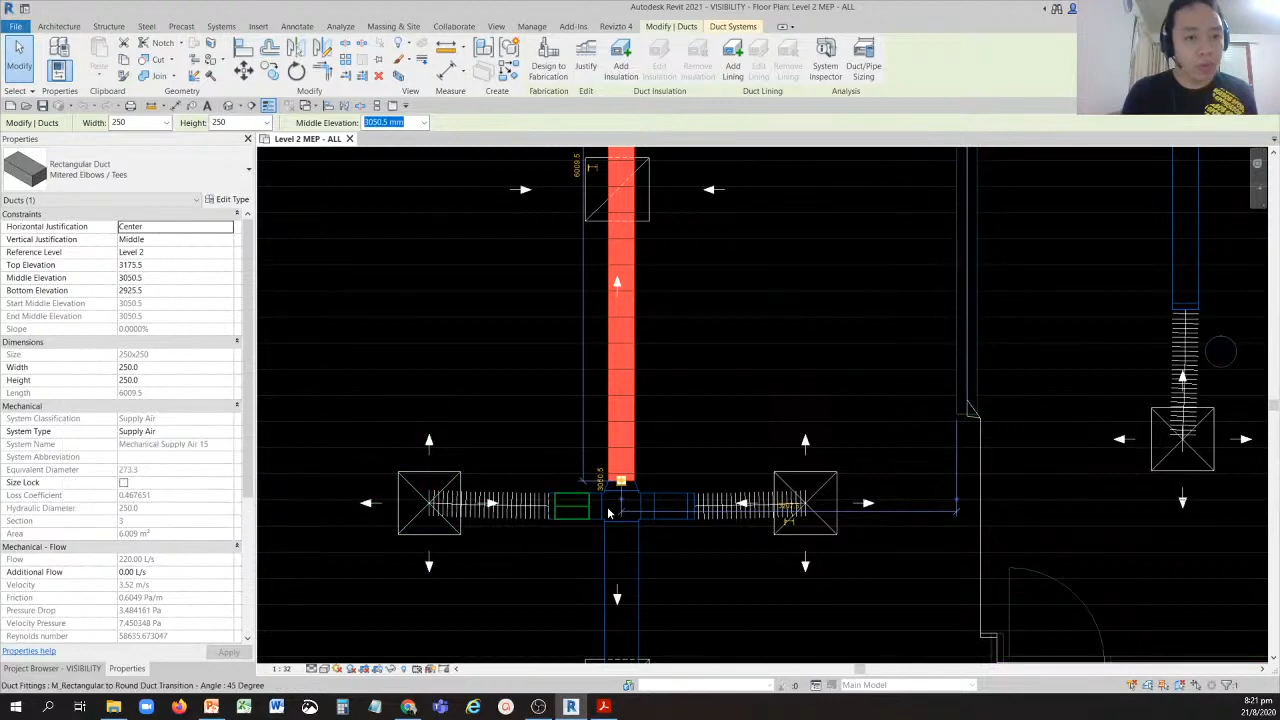 Autodesk Revit 2021 - VISIBILITY - Floor Plan: Level 2 MEP - ALL
File Architecture Structure Steel Precast Systems Insert Annotate Analyze Massing & Site Collaborate View Manage Add-Ins Revizto 4 Modify | Ducts Duct Systems
Modify Paste Notch Cut Join Design to Fabrication Justify Add Insulation Edit Insulation Remove Insulation Add Lining Edit Lining Remove Lining System Inspector Duct/Pipe Sizing
Select Properties Clipboard Geometry Modify View Measure Create Fabrication Edit Duct Insulation Duct Lining Analysis
Modify | Ducts Width: 250 Height: 250 Middle Elevation: 3050.5 mm
Properties
Level 2 MEP - ALL
Rectangular Duct
Mitered Elbows / Tees
Ducts (1) Edit Type
Constraints
Horizontal Justification Center
Vertical Justification Middle
Reference Level Level 2
Top Elevation 3175.5
Middle Elevation 3050.5
Bottom Elevation 2925.5
Start Middle Elevation 3050.5
End Middle Elevation 3050.5
Slope 0.0000%
Dimensions
Size 250x250
Width 250.0
Height 250.0
Length 6009.5
Mechanical
System Classification Supply Air
System Type Supply Air
System Name Mechanical Supply Air 15
System Abbreviation
Equivalent Diameter 273.3
Size Lock
Loss Coefficient 0.467651
Hydraulic Diameter 250.0
Section 3
Area 6.009 m²
Mechanical - Flow
Flow 220.00 L/s
Additional Flow 0.00 L/s
Velocity 3.52 m/s
Friction 0.6049 Pa/m
Pressure Drop 3.484161 Pa
Velocity Pressure 7.450348 Pa
Reynolds number 58635.673047
Properties help Apply
Project Browser - VISIBILITY Properties
6009.5
1 : 32
Duct Fittings : M_Rectangular to Round Duct
Angle : 45 Degree
:0 Main Model
:1
8:21 pm
21/8/2020